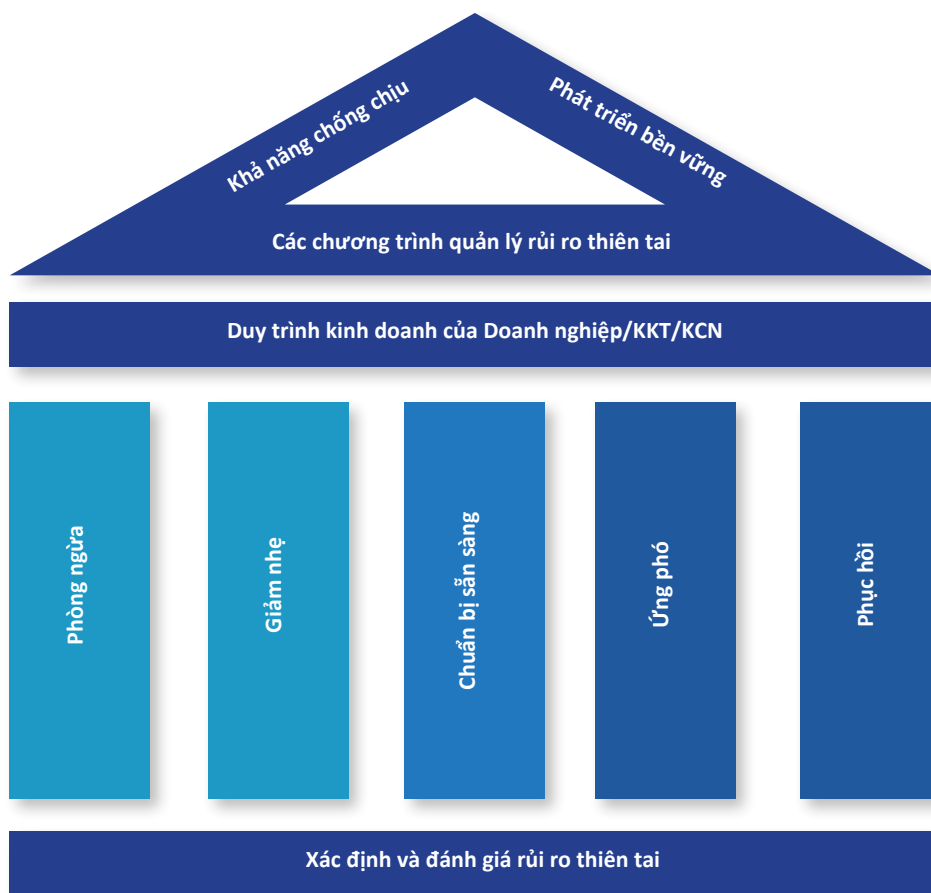 Khả năng chống chịu
Phát triển bền vững
Các chương trình quản lý rủi ro thiên tai
Duy trì kinh doanh của Doanh nghiệp/KKT/KCN
Phòng ngừa
Giảm nhẹ
Chuẩn bị sẵn sàng
Ứng phó
Phục hồi
Xác định và đánh giá rủi ro thiên tai